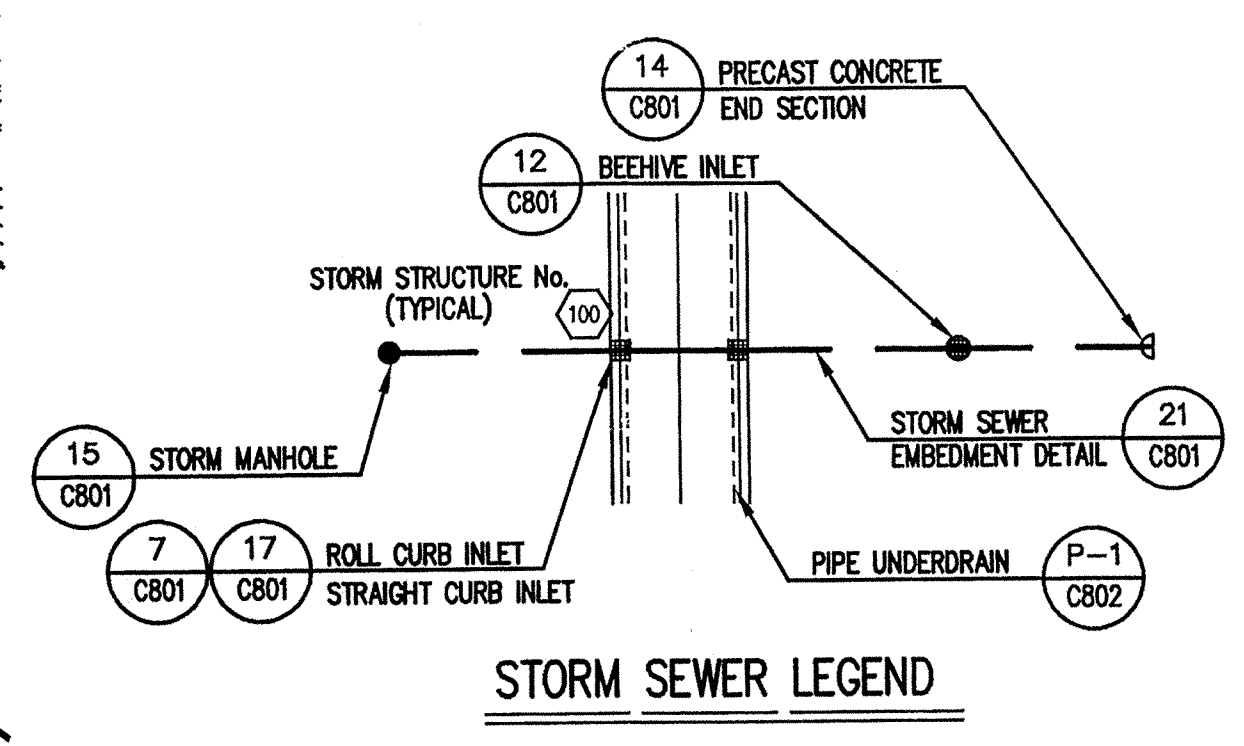 14
C801
PRECAST CONCRETE
END SECTION
12
C801
BEEHIVE INLET
STORM STRUCTURE No.
(TYPICAL)
100
15
C801
STORM MANHOLE
STORM SEWER
EMBEDMENT DETAIL
21
C801
7
C801
17
C801
ROLL CURB INLET
STRAIGHT CURB INLET
PIPE UNDERDRAIN
P-1
C802
STORM SEWER LEGEND